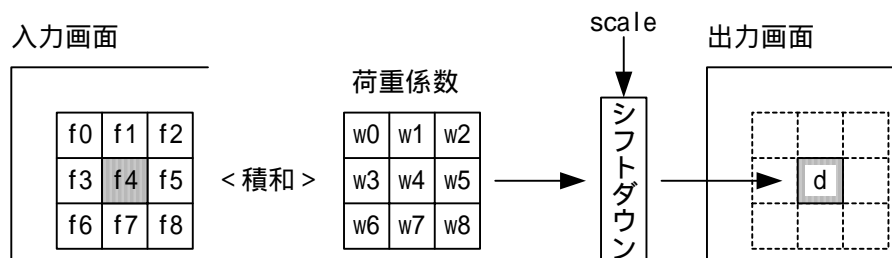 入力画面
f0 f1 f2
f3 f4 f5
f6 f7 f8
<積和>
荷重係数
w0 w1 w2
w3 w4 w5
w6 w7 w8
scale
シフトダウン
出力画面
d